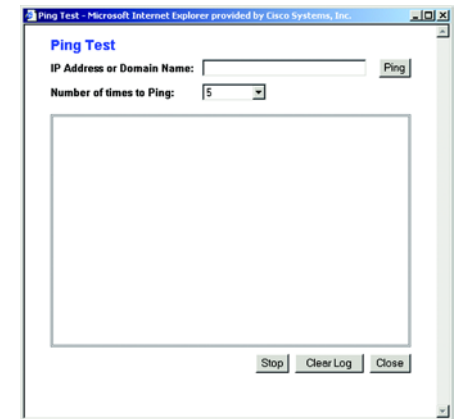 Ping Test - Microsoft Internet Explorer provided by Cisco Systems, Inc.
Ping Test
IP Address or Domain Name: Ping
Number of times to Ping: 5
Stop Clear Log Close